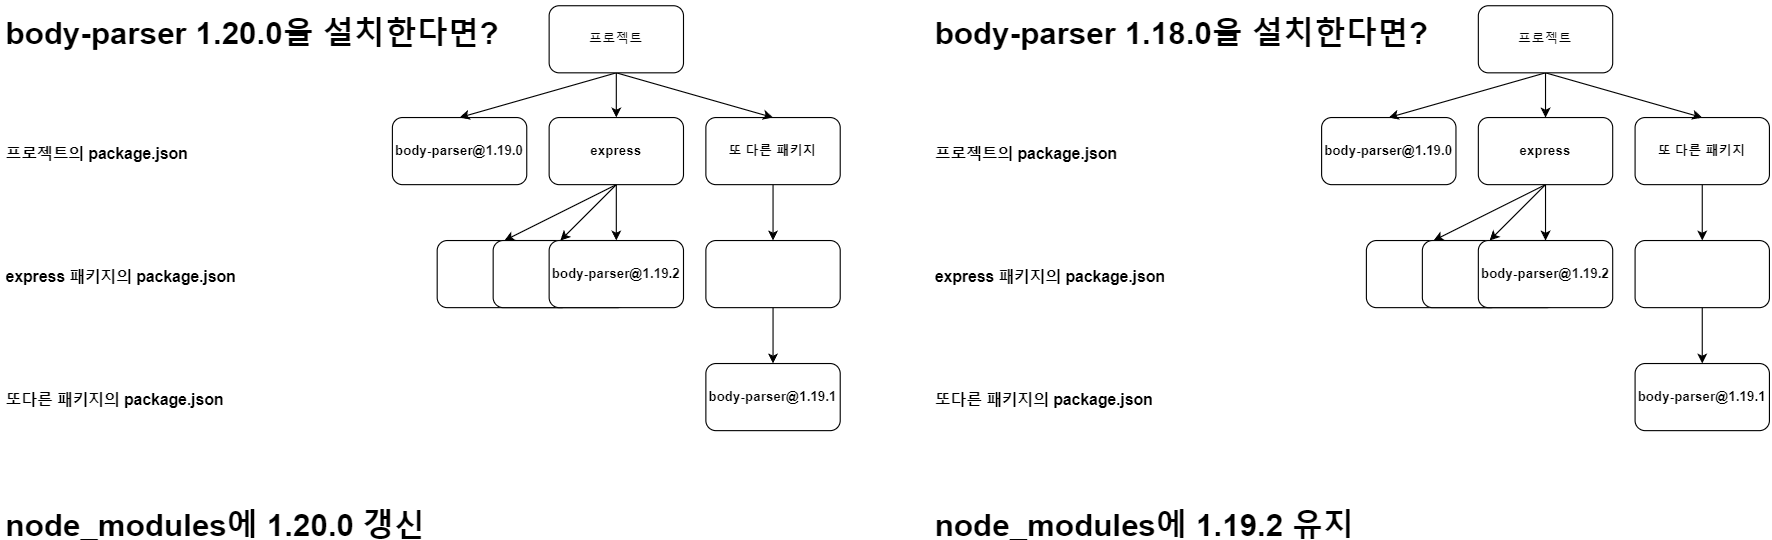 body-parser 1.20.0을 설치한다면?
프로젝트
프로젝트의 package.json
body-parser@1.19.0
express
또 다른 패키지
express 패키지의 package.json
body-parser@1.19.2
또다른 패키지의 package.json
body-parser@1.19.1
node_modules에 1.20.0 갱신
body-parser 1.18.0을 설치한다면?
프로젝트
프로젝트의 package.json
body-parser@1.19.0
express
또 다른 패키지
express 패키지의 package.json
body-parser@1.19.2
또다른 패키지의 package.json
body-parser@1.19.1
node_modules에 1.19.2 유지